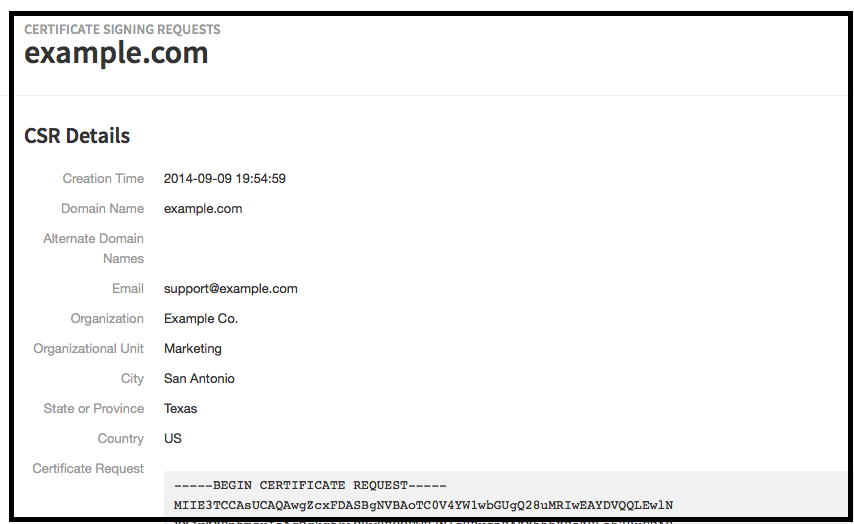 CERTIFICATE SIGNING REQUESTS
example.com
CSR Details
Creation Time 2014-09-09 19:54:59
Domain Name example.com
Alternate Domain
Names
Email support@example.com
Organization Example Co.
Organizational Unit Marketing
City San Antonio
State or Province Texas
Country US
Certificate Request
-----BEGIN CERTIFICATE REQUEST-----
MIIE3TCCAsUCAQAwgZcxFDASBgNVBAoTC0V4YW1wbGUgQ28uMRIwEAYDVQQLEwlN